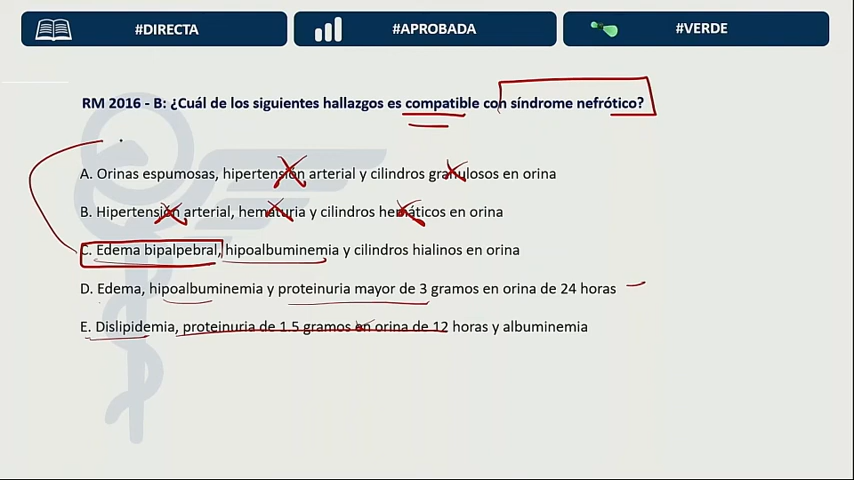 #DIRECTA
#APROBADA
#VERDE
RM 2016 - B: ¿Cuál de los siguientes hallazgos es compatible con síndrome nefrótico?
A. Orinas espumosas, hipertensión arterial y cilindros granulosos en orina
B. Hipertensión arterial, hematuria y cilindros hemáticos en orina
C. Edema bipalpebral, hipoalbuminemia y cilindros hialinos en orina
D. Edema, hipoalbuminemia y proteinuria mayor de 3 gramos en orina de 24 horas
E. Dislipidemia, proteinuria de 1.5 gramos en orina de 12 horas y albuminemia